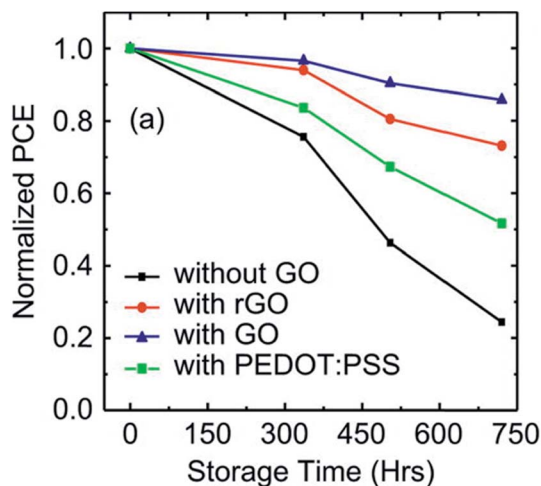 Normalized PCE
1.0
0.8
0.6
0.4
0.2
0.0
(a)
without GO
with rGO
with GO
with PEDOT:PSS
0 150 300 450 600 750
Storage Time (Hrs)